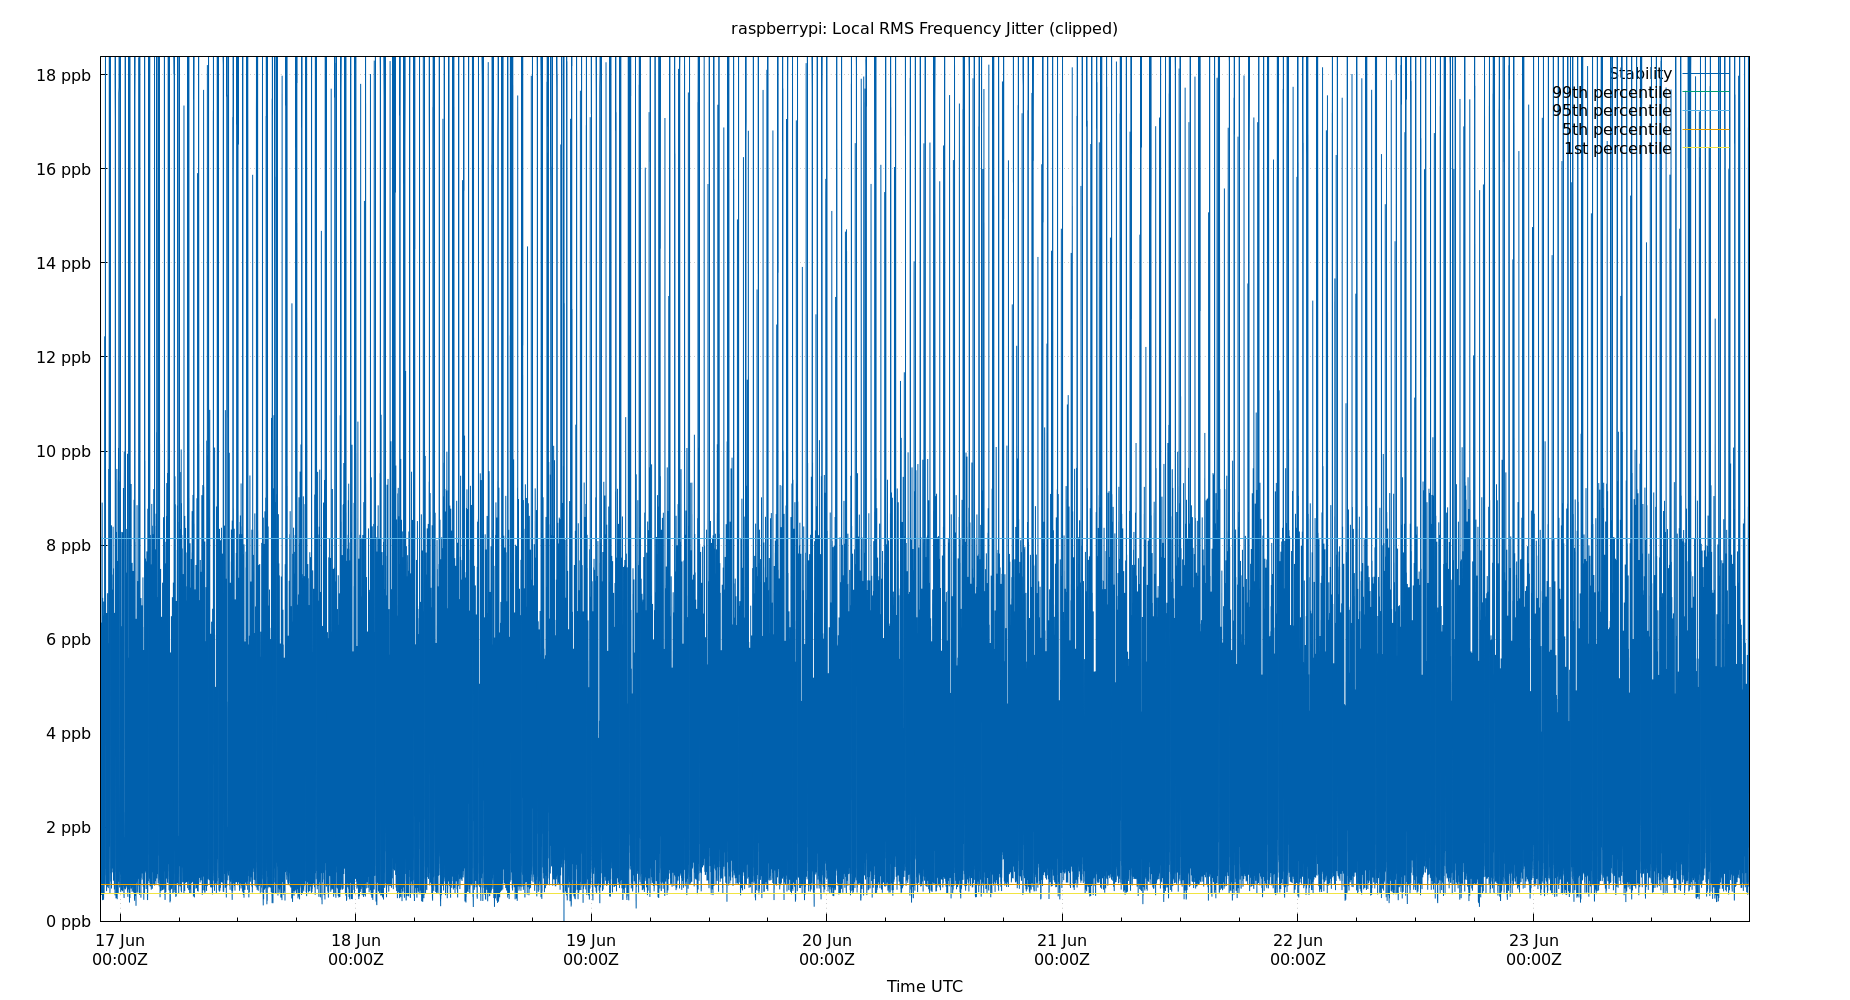 raspberrypi: Local RMS Frequency Jitter (clipped)
18 ppb
16 ppb
14 ppb
12 ppb
10 ppb
8 ppb
6 ppb
4 ppb
2 ppb
0 ppb
Stability
99th percentile
95th percentile
5th percentile
1st percentile
17 Jun 18 Jun 19 Jun 20 Jun 21 Jun 22 Jun 23 Jun
00:00Z 00:00Z 00:00Z 00:00Z 00:00Z 00:00Z 00:00Z
Time UTC